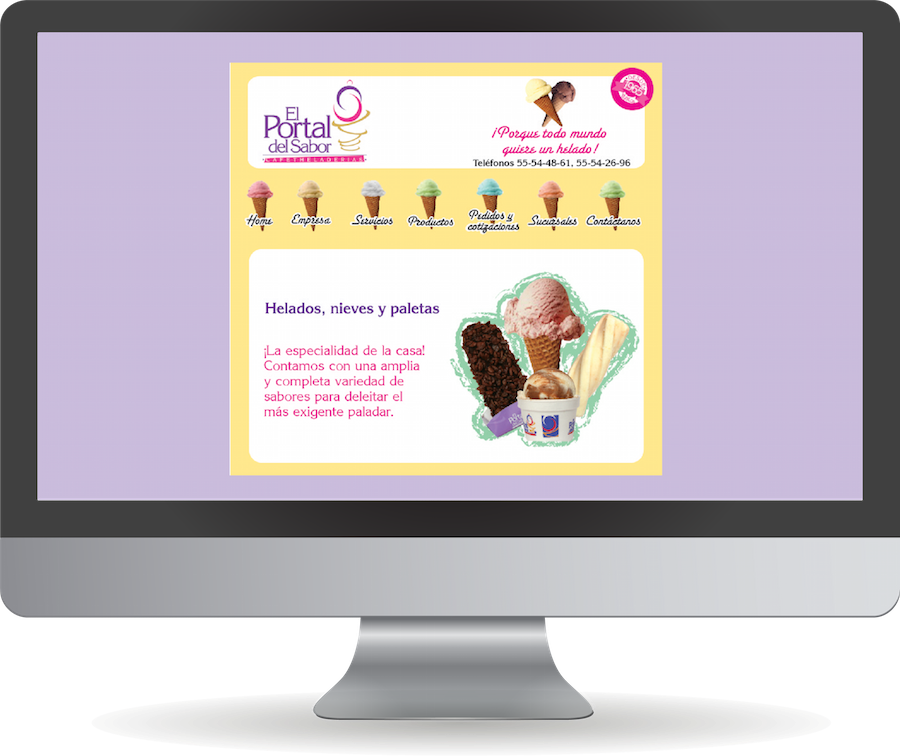 El
Portal
del Sabor
CAFETHELADERIAS
1965
¡Porque todo mundo
quiere un helado!
Teléfonos 55-54-48-61, 55-54-26-96
Home
Empresa
Servicios
Productos
Pedidos y
cotizaciones
Sucursales
Contáctanos
Helados, nieves y paletas
¡La especialidad de la casa!
Contamos con una amplia
y completa variedad de
sabores para deleitar el
más exigente paladar.